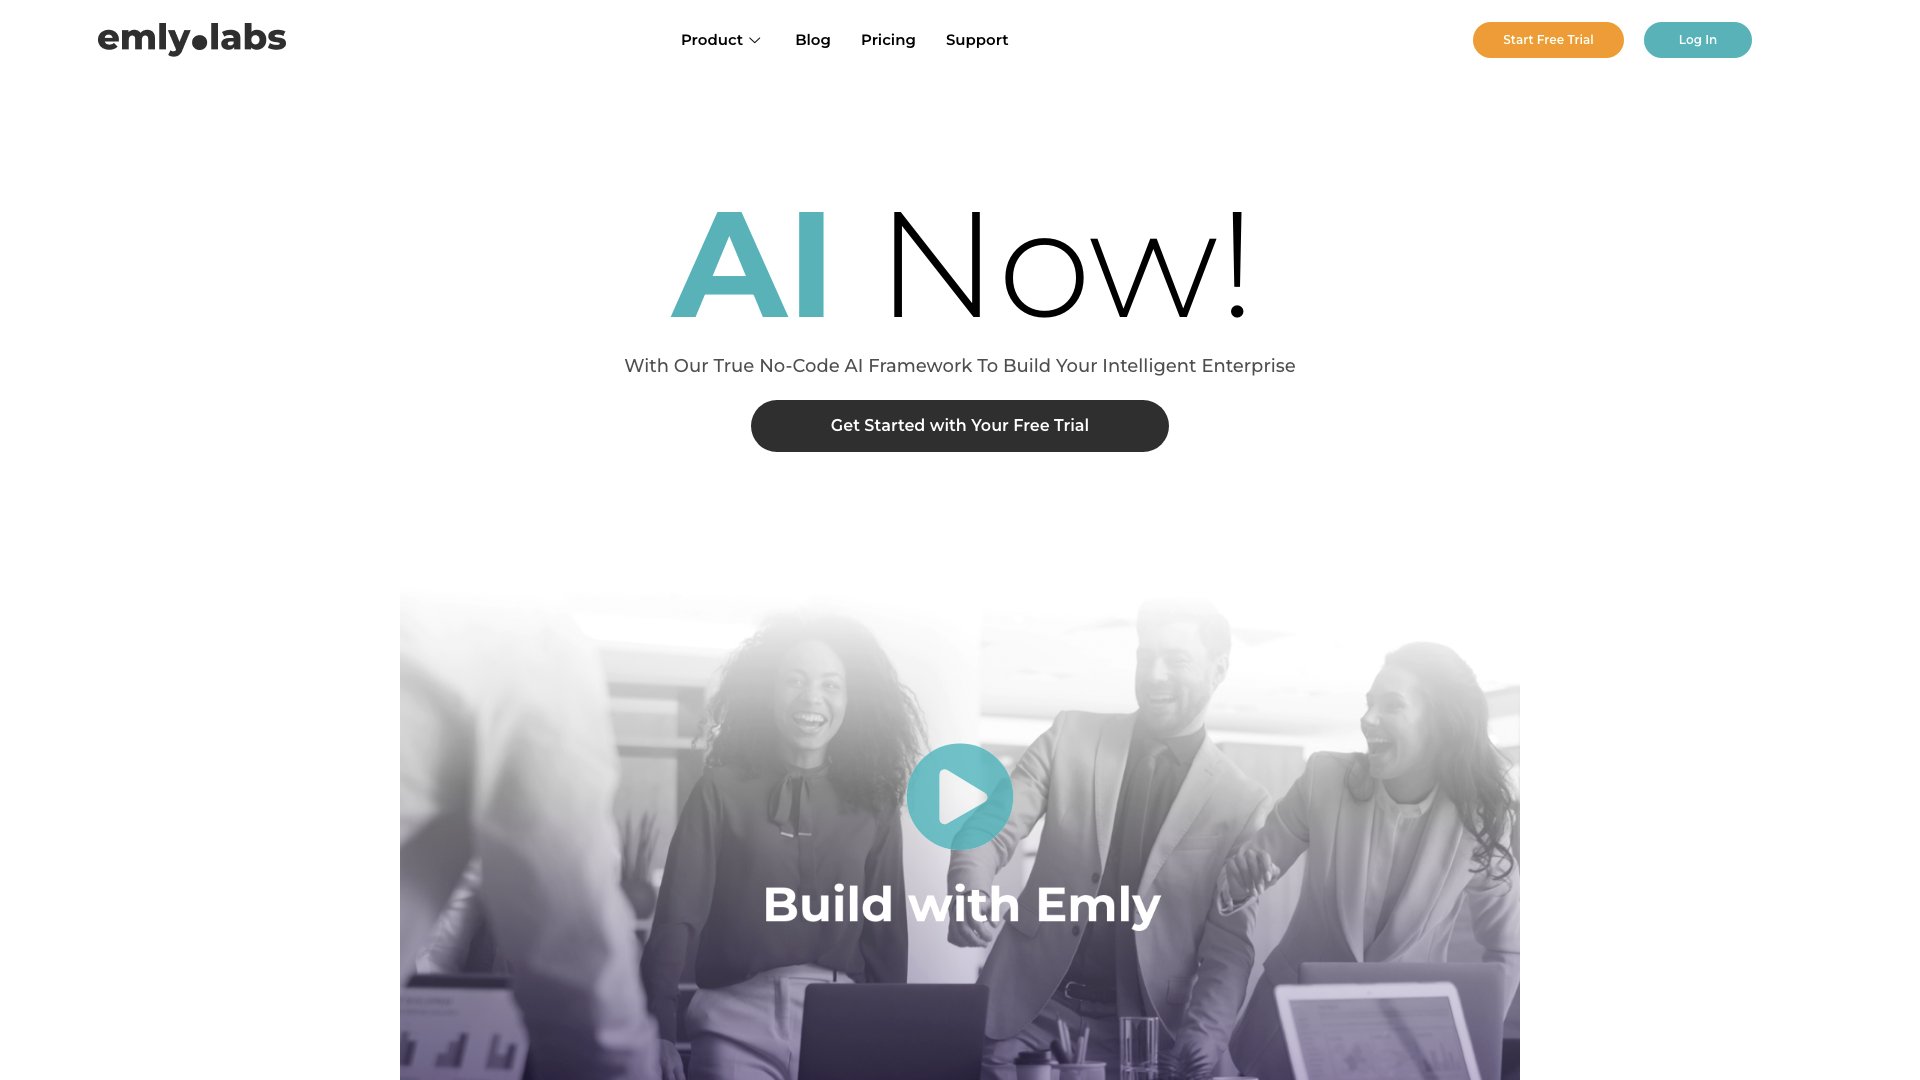 emly.labs
Product
Blog
Pricing
Support
Start Free Trial
Log In
AI Now!
With Our True No-Code AI Framework To Build Your Intelligent Enterprise
Get Started with Your Free Trial
Build with Emly